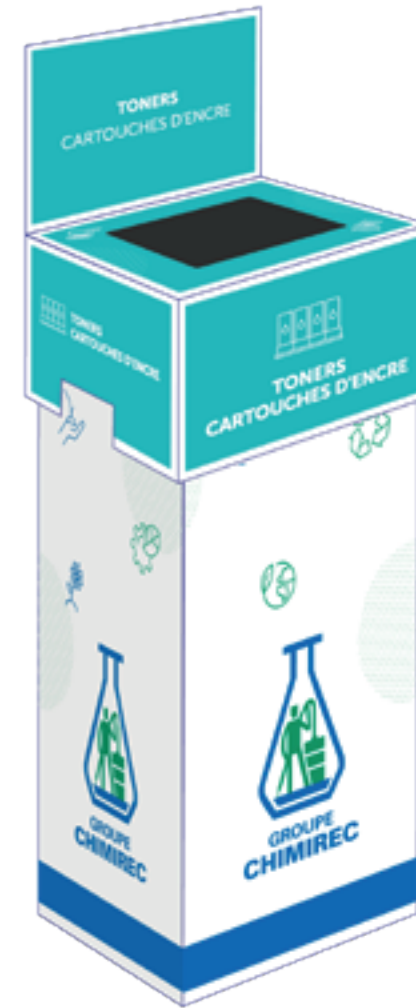 TONERS
CARTOUCHES D'ENCRE
TONERS
CARTOUCHES D'ENCRE
TONERS
CARTOUCHES D'ENCRE
GROUPE
CHIMIREC
GROUPE
CHIMIREC